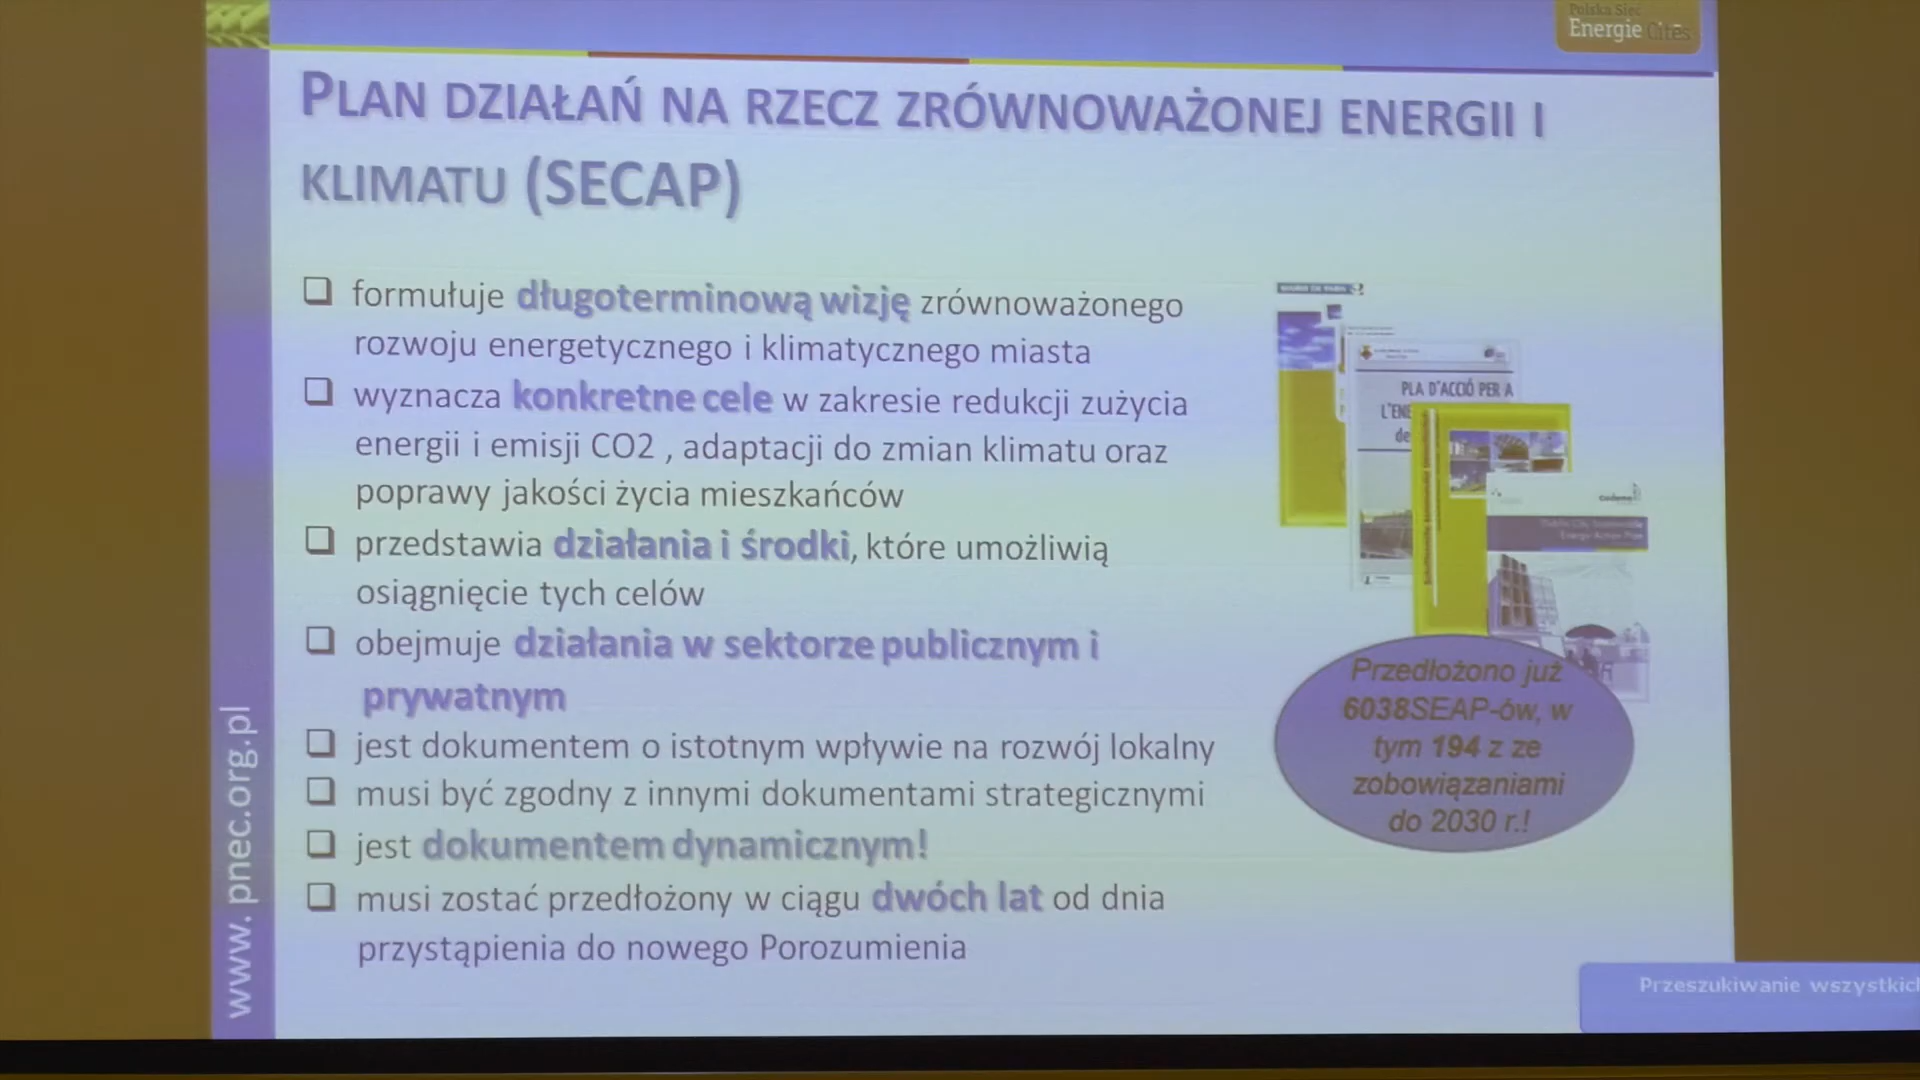 Polska Sieć
Energie Cités
PLAN DZIAŁAŃ NA RZECZ ZRÓWNOWAŻONEJ ENERGII I
KLIMATU (SECAP)
❑ formułuje długoterminową wizję zrównoważonego
rozwoju energetycznego i klimatycznego miasta
❑ wyznacza konkretne cele w zakresie redukcji zużycia
energii i emisji CO2 , adaptacji do zmian klimatu oraz
poprawy jakości życia mieszkańców
❑ przedstawia działania i środki, które umożliwią
osiągnięcie tych celów
❑ obejmuje działania w sektorze publicznym i
prywatnym
❑ jest dokumentem o istotnym wpływie na rozwój lokalny
❑ musi być zgodny z innymi dokumentami strategicznymi
❑ jest dokumentem dynamicznym!
❑ musi zostać przedłożony w ciągu dwóch lat od dnia
przystąpienia do nowego Porozumienia
PLA D'ACCIÓ PER A
L'ENE
de
Przedłożono już
6038SEAP-ów, w
tym 194 z ze
zobowiązaniami
do 2030 r.!
www. pnec.org.pl
Przeszukiwanie wszystkich